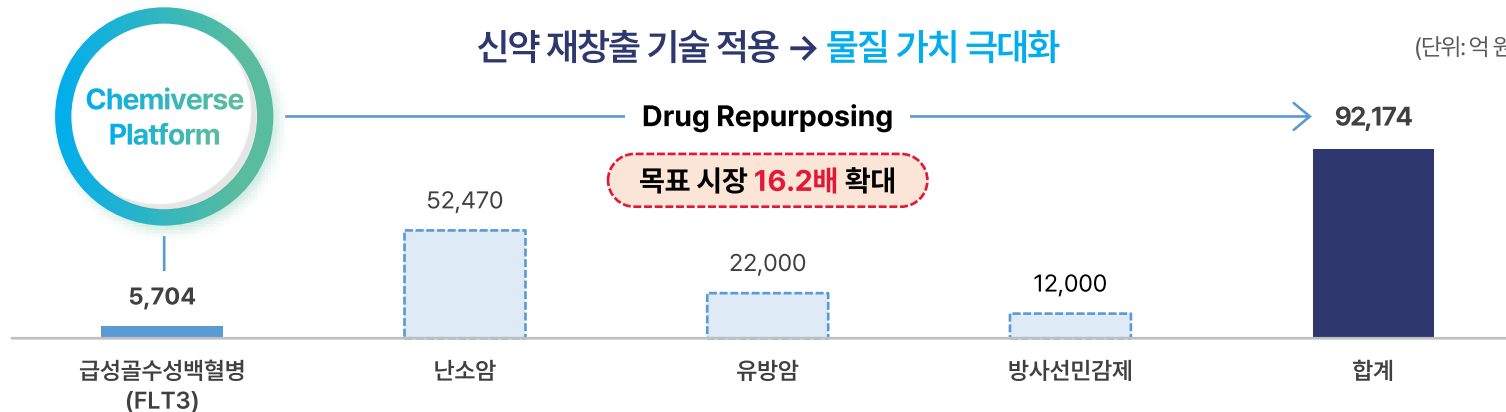 신약 재창출 기술 적용 → 물질 가치 극대화
(단위: 억 원
Chemiverse
Platform
Drug Repurposing
목표 시장 16.2배 확대
5,704
52,470
22,000
12,000
92,174
급성골수성백혈병
(FLT3)
난소암
유방암
방사선민감제
합계